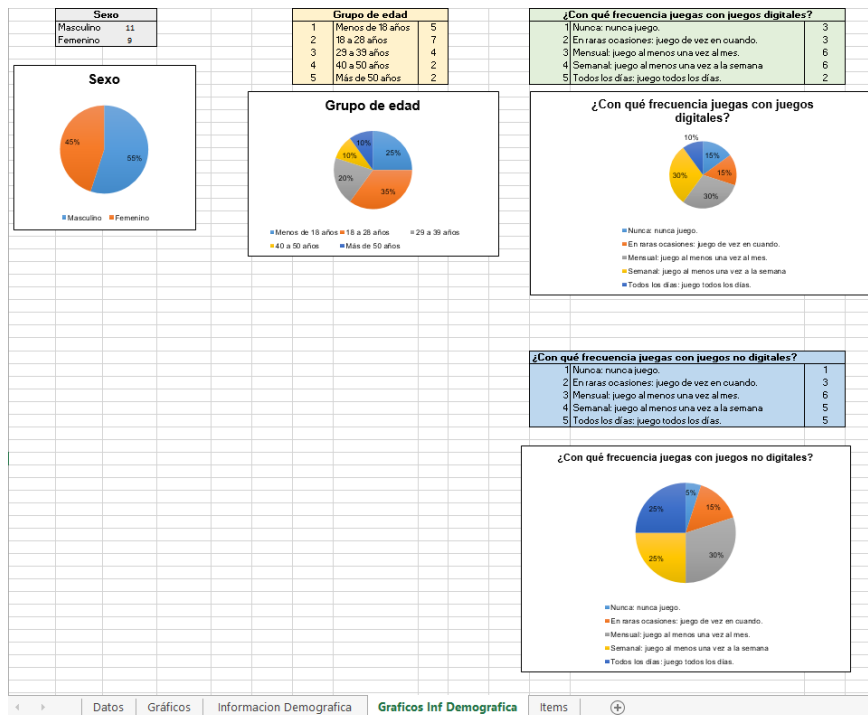 Sexo
Masculino 11
Femenino 9
Grupo de edad
1 Menos de 18 años 5
2 18 a 28 años 7
3 29 a 39 años 4
4 40 a 50 años 2
5 Más de 50 años 2
¿Con qué frecuencia juegas con juegos digitales?
1 Nunca: nunca juego. 3
2 En raras ocasiones: juego de vez en cuando. 3
3 Mensual: juego al menos una vez al mes. 6
4 Semanal: juego al menos una vez a la semana 6
5 Todos los días: juego todos los días. 2
Sexo
45%
55%
Masculino Femenino
Grupo de edad
10%
10%
25%
20%
35%
Menos de 18 años 18 a 28 años 29 a 39 años
40 a 50 años Más de 50 años
¿Con qué frecuencia juegas con juegos
digitales?
10%
15%
30%
15%
30%
Nunca: nunca juego.
En raras ocasiones: juego de vez en cuando.
Mensual: juego al menos una vez al mes.
Semanal: juego al menos una vez a la semana
Todos los días: juego todos los días.
¿Con qué frecuencia juegas con juegos no digitales?
1 Nunca: nunca juego. 1
2 En raras ocasiones: juego de vez en cuando. 3
3 Mensual: juego al menos una vez al mes. 6
4 Semanal: juego al menos una vez a la semana 5
5 Todos los días: juego todos los días. 5
¿Con qué frecuencia juegas con juegos no digitales?
5%
25%
15%
25%
30%
Nunca: nunca juego.
En raras ocasiones: juego de vez en cuando.
Mensual: juego al menos una vez al mes.
Semanal: juego al menos una vez a la semana
Todos los días: juego todos los días.
Datos Gráficos Informacion Demografica Graficos Inf Demografica Items